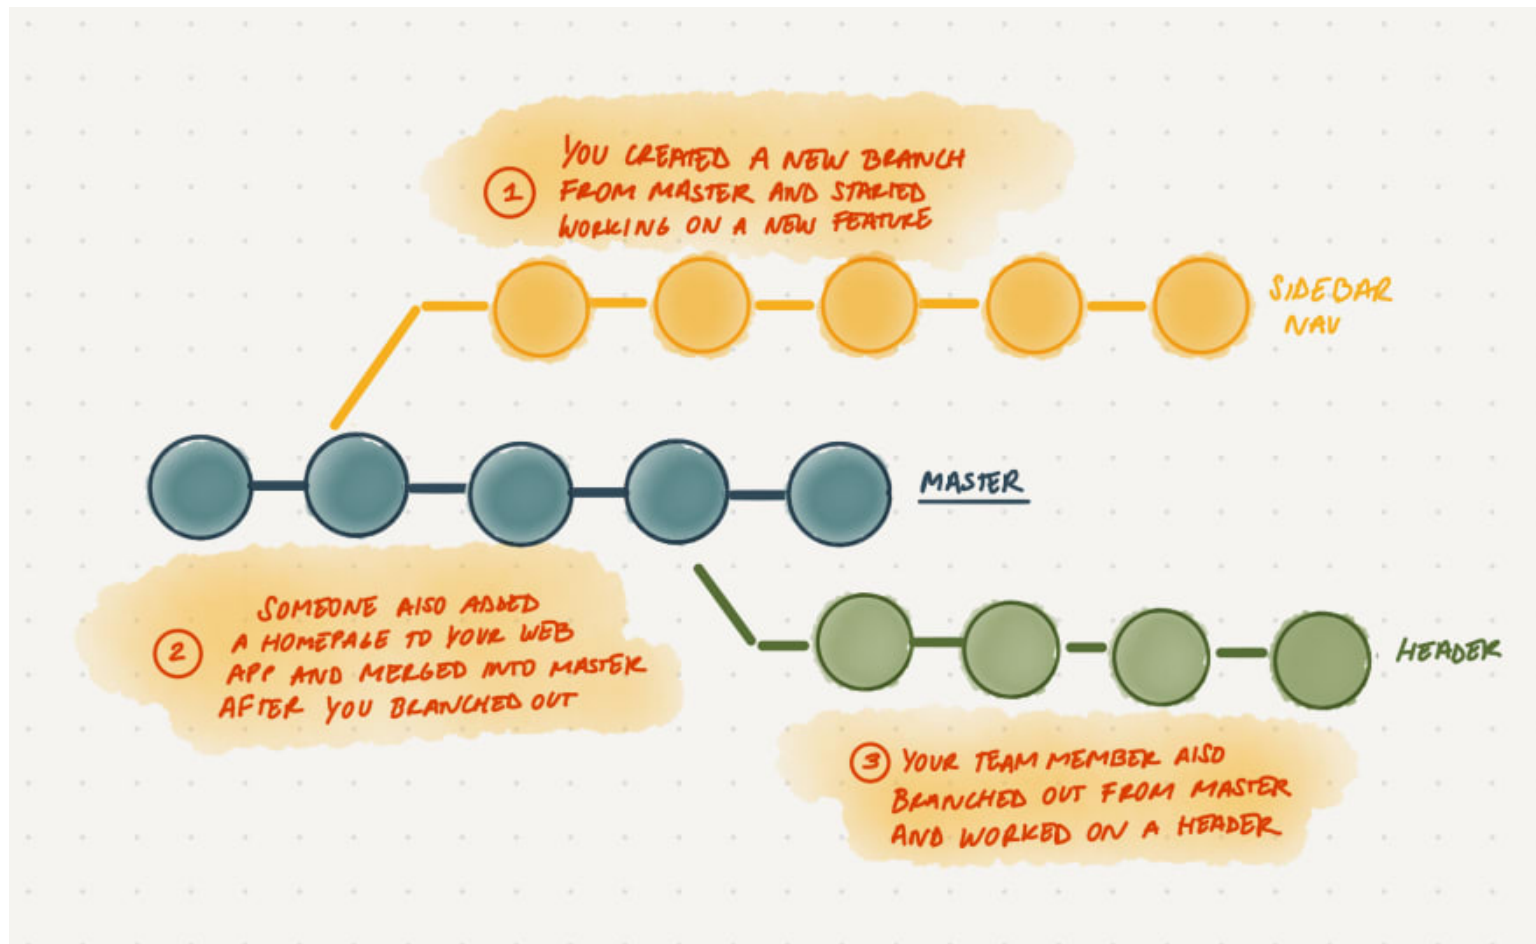 1
YOU CREATED A NEW BRANCH
FROM MASTER AND STARTED
WORKING ON A NEW FEATURE
SIDEBAR
NAV
MASTER
2
SOMEONE ALSO ADDED
A HOMEPAGE TO YOUR WEB
APP AND MERGED INTO MASTER
AFTER YOU BRANCHED OUT
HEADER
3 YOUR TEAM MEMBER ALSO
BRANCHED OUT FROM MASTER
AND WORKED ON A HEADER